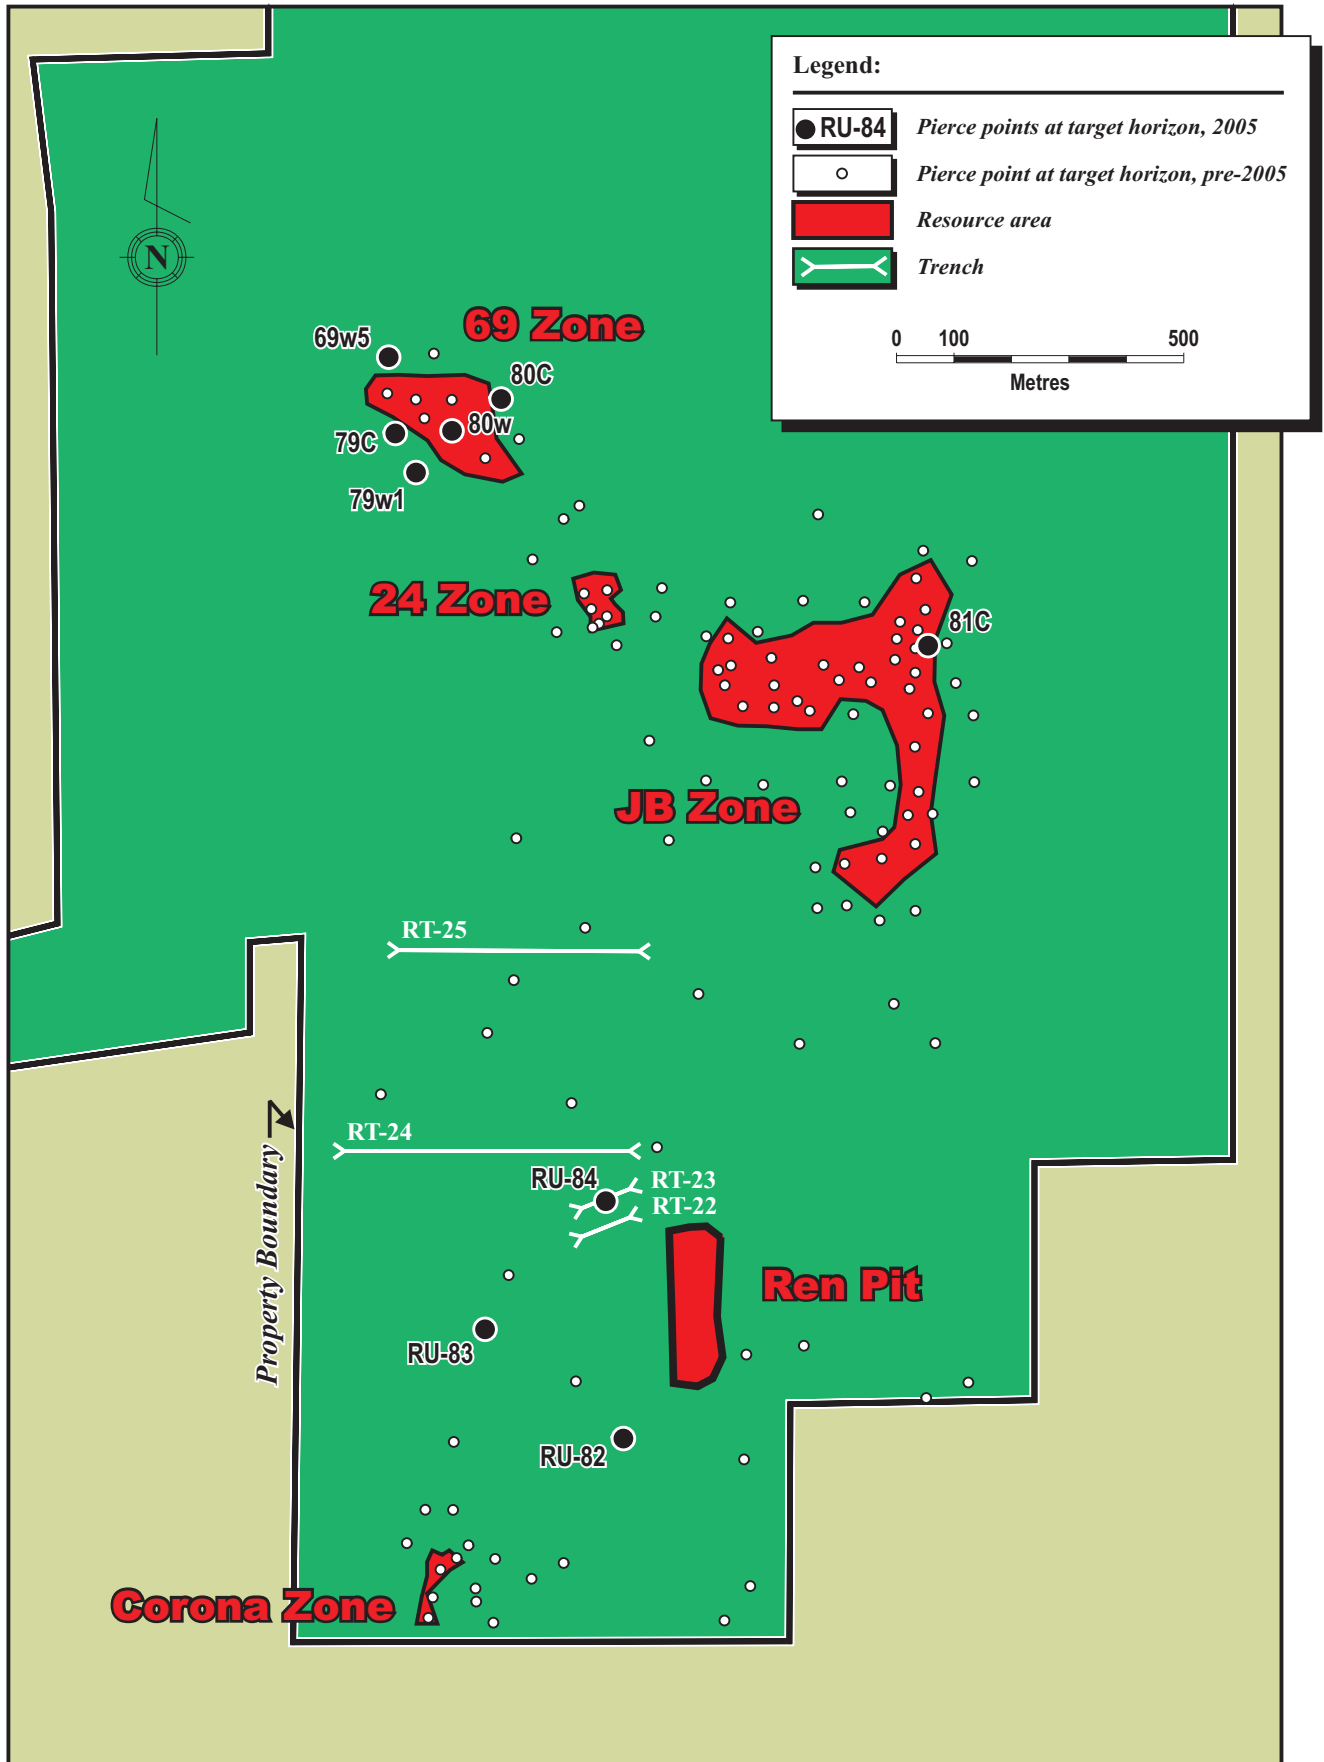 Legend:
RU-84 Pierce points at target horizon, 2005
Pierce point at target horizon, pre-2005
Resource area
Trench
0 100 500
Metres
N
69 Zone
69w5
80C
80w
79C
79w1
24 Zone
81C
JB Zone
RT-25
RT-24
RU-84
RT-23
RT-22
Property Boundary
Ren Pit
RU-83
RU-82
Corona Zone